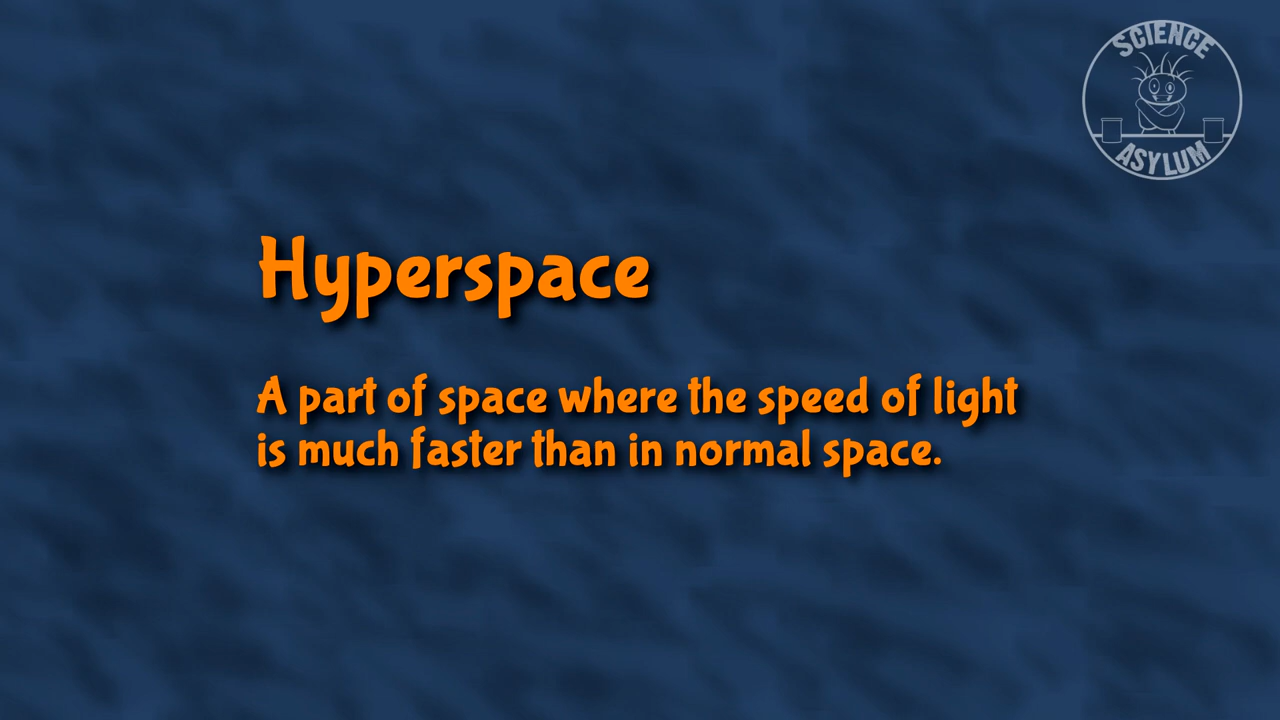 SCIENCE
ASYLUM
Hyperspace
A part of space where the speed of light
is much faster than in normal space.